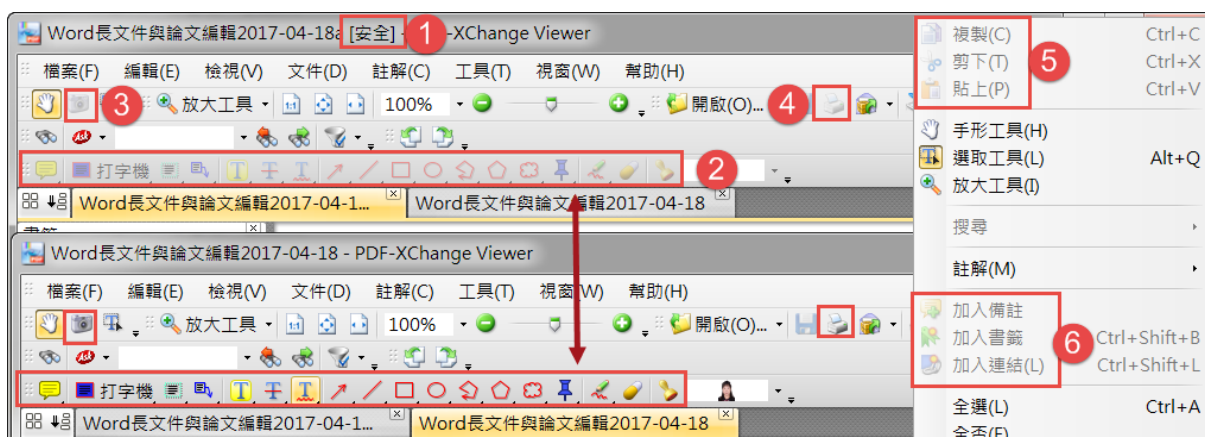 Word長文件與論文編輯2017-04-18a [安全] - -XChange Viewer
1
檔案(F) 編輯(E) 檢視(V) 文件(D) 註解(C) 工具(T) 視窗(W) 幫助(H)
3
放大工具
1:1
100%
開啟(O)...
4
打字機
T T T
2
Word長文件與論文編輯2017-04-1... Word長文件與論文編輯2017-04-18
Word長文件與論文編輯2017-04-18 - PDF-XChange Viewer
檔案(F) 編輯(E) 檢視(V) 文件(D) 註解(C) 工具(T) 視窗(W) 幫助(H)
放大工具
1:1
100%
開啟(O)...
打字機
T T T
Word長文件與論文編輯2017-04-1... Word長文件與論文編輯2017-04-18
複製(C) Ctrl+C
剪下(T) Ctrl+X
5
貼上(P) Ctrl+V
手形工具(H)
選取工具(L) Alt+Q
放大工具(I)
搜尋
註解(M)
加入備註
加入書籤 Ctrl+Shift+B
6
加入連結(L) Ctrl+Shift+L
全選(L) Ctrl+A